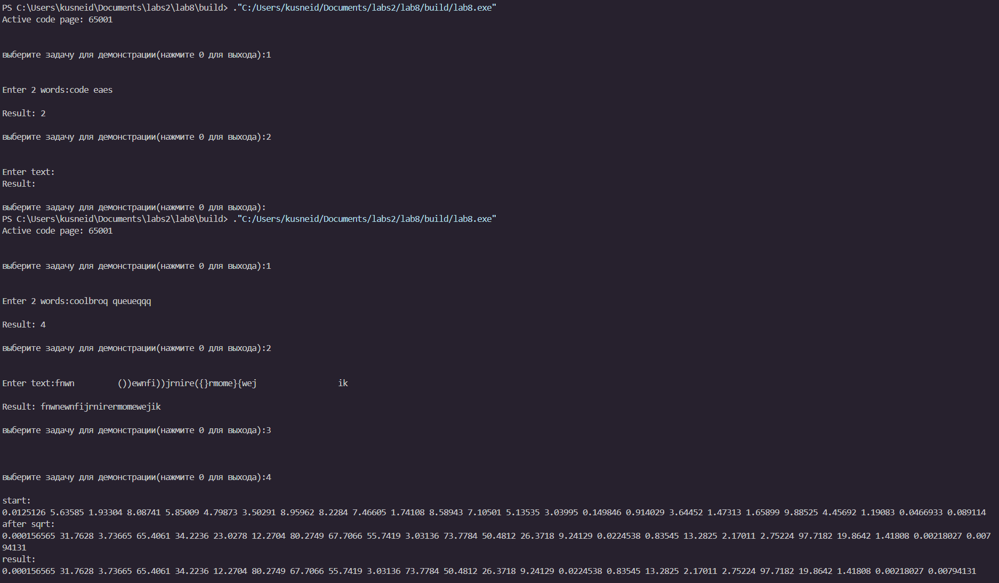 PS C:\Users\kusneid\Documents\labs2\lab8\build> ."C:/Users/kusneid/Documents/labs2/lab8/build/lab8.exe"
Active code page: 65001
выберите задачу для демонстрации(нажмите 0 для выхода):1
Enter 2 words:code eaes
Result: 2
выберите задачу для демонстрации(нажмите 0 для выхода):2
Enter text:
Result:
выберите задачу для демонстрации(нажмите 0 для выхода):
PS C:\Users\kusneid\Documents\labs2\lab8\build> ."C:/Users/kusneid/Documents/labs2/lab8/build/lab8.exe"
Active code page: 65001
выберите задачу для демонстрации(нажмите 0 для выхода):1
Enter 2 words:coolbroq queueqqq
Result: 4
выберите задачу для демонстрации(нажмите 0 для выхода):2
Enter text:fnwn         ())ewnfi))jrnire({}rmome}{wej                 ik
Result: fnwnewnfijrnirermomewejik
выберите задачу для демонстрации(нажмите 0 для выхода):3
выберите задачу для демонстрации(нажмите 0 для выхода):4
start:
0.0125126 5.63585 1.93304 8.08741 5.85009 4.79873 3.50291 8.95962 8.2284 7.46605 1.74108 8.58943 7.10501 5.13535 3.03995 0.149846 0.914029 3.64452 1.47313 1.65899 9.88525 4.45692 1.19083 0.0466933 0.089114
after sqrt:
0.000156565 31.7628 3.73665 65.4061 34.2236 23.0278 12.2704 80.2749 67.7066 55.7419 3.03136 73.7784 50.4812 26.3718 9.24129 0.0224538 0.83545 13.2825 2.17011 2.75224 97.7182 19.8642 1.41808 0.00218027 0.007
94131
result:
0.000156565 31.7628 3.73665 65.4061 34.2236 12.2704 80.2749 67.7066 55.7419 3.03136 73.7784 50.4812 26.3718 9.24129 0.0224538 0.83545 13.2825 2.17011 2.75224 97.7182 19.8642 1.41808 0.00218027 0.00794131